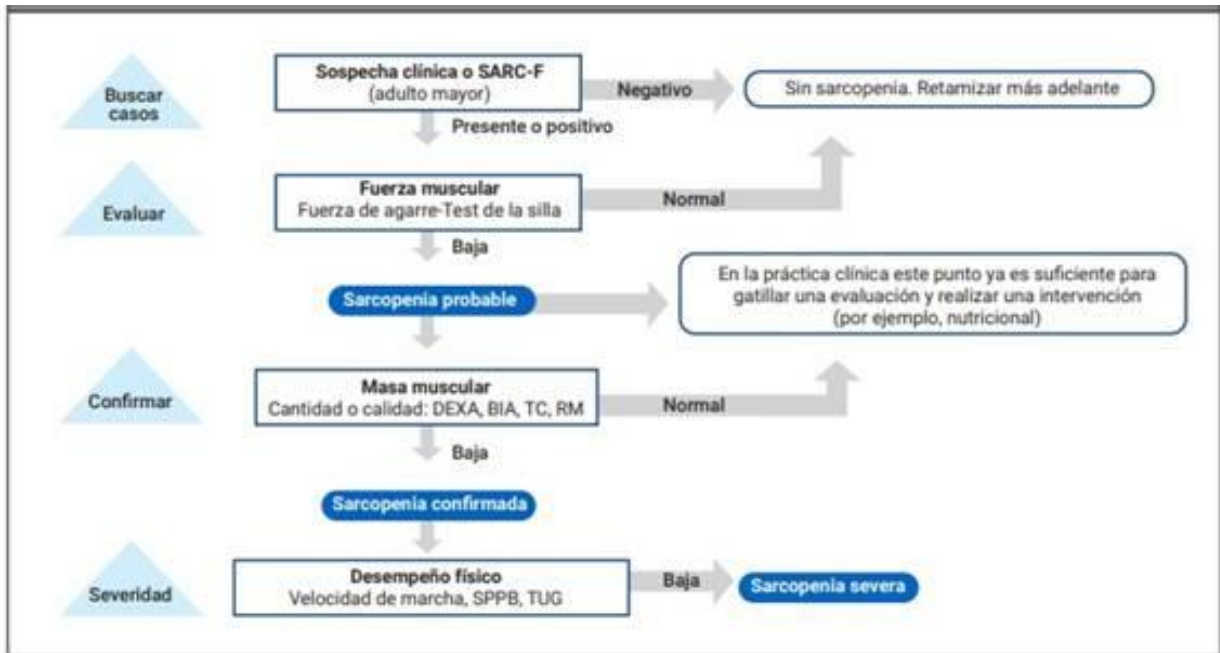 Buscar
casos
Sospecha clínica o SARC-F
(adulto mayor)
Negativo
Sin sarcopenia. Retamizar más adelante
Presente o positivo
Evaluar
Fuerza muscular
Fuerza de agarre-Test de la silla
Normal
Baja
Sarcopenia probable
En la práctica clínica este punto ya es suficiente para
gatillar una evaluación y realizar una intervención
(por ejemplo, nutricional)
Confirmar
Masa muscular
Cantidad o calidad: DEXA, BIA, TC, RM
Normal
Baja
Sarcopenia confirmada
Severidad
Desempeño físico
Velocidad de marcha, SPPB, TUG
Baja
Sarcopenia severa